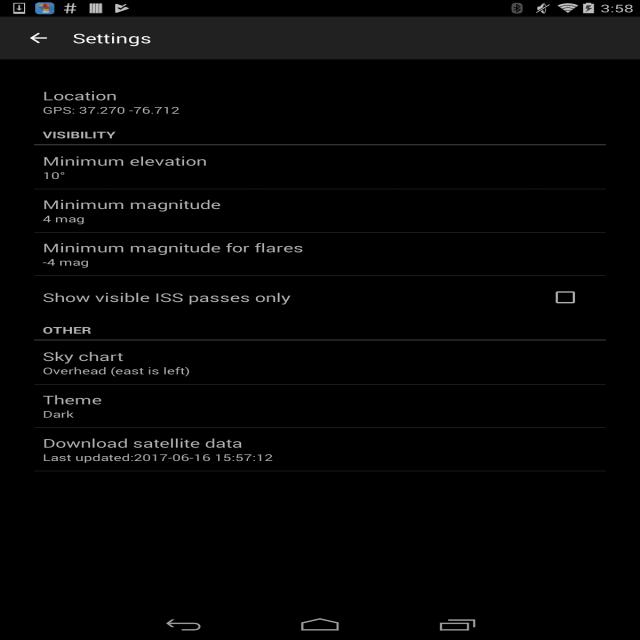 # 3:58
Settings
Location
GPS: 37.270 -76.712
VISIBILITY
Minimum elevation
10°
Minimum magnitude
4 mag
Minimum magnitude for flares
-4 mag
Show visible ISS passes only
OTHER
Sky chart
Overhead (east is left)
Theme
Dark
Download satellite data
Last updated:2017-06-16 15:57:12